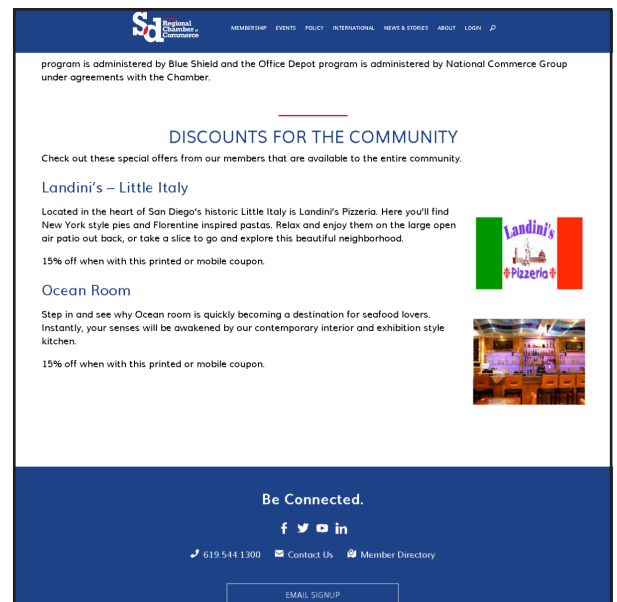 Sd Regional
Chamber of
Commerce
MEMBERSHIP EVENTS POLICY INTERNATIONAL NEWS & STORIES ABOUT LOGIN
program is administered by Blue Shield and the Office Depot program is administered by National Commerce Group
under agreements with the Chamber.
DISCOUNTS FOR THE COMMUNITY
Check out these special offers from our members that are available to the entire community.
Landini's – Little Italy
Located in the heart of San Diego's historic Little Italy is Landini's Pizzeria. Here you'll find
New York style pies and Florentine inspired pastas. Relax and enjoy them on the large open
air patio out back, or take a slice to go and explore this beautiful neighborhood.
15% off when with this printed or mobile coupon.
Landini's
Pizzeria
Ocean Room
Step in and see why Ocean room is quickly becoming a destination for seafood lovers.
Instantly, your senses will be awakened by our contemporary interior and exhibition style
kitchen.
15% off when with this printed or mobile coupon.
Be Connected.
619.544.1300 Contact Us Member Directory
EMAIL SIGNUP